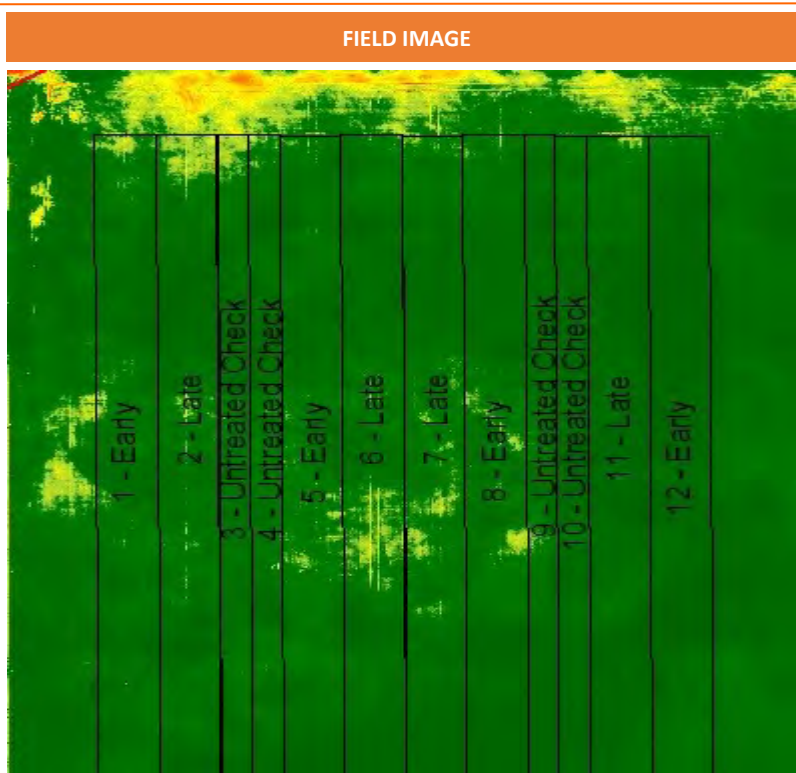 FIELD IMAGE
1 - Early
2 - Late
3 - Untreated Check
4 - Untreated Check
5 - Early
6 - Late
7 - Late
8 - Early
9 - Untreated Check
10 - Untreated Check
11 - Late
12 - Early